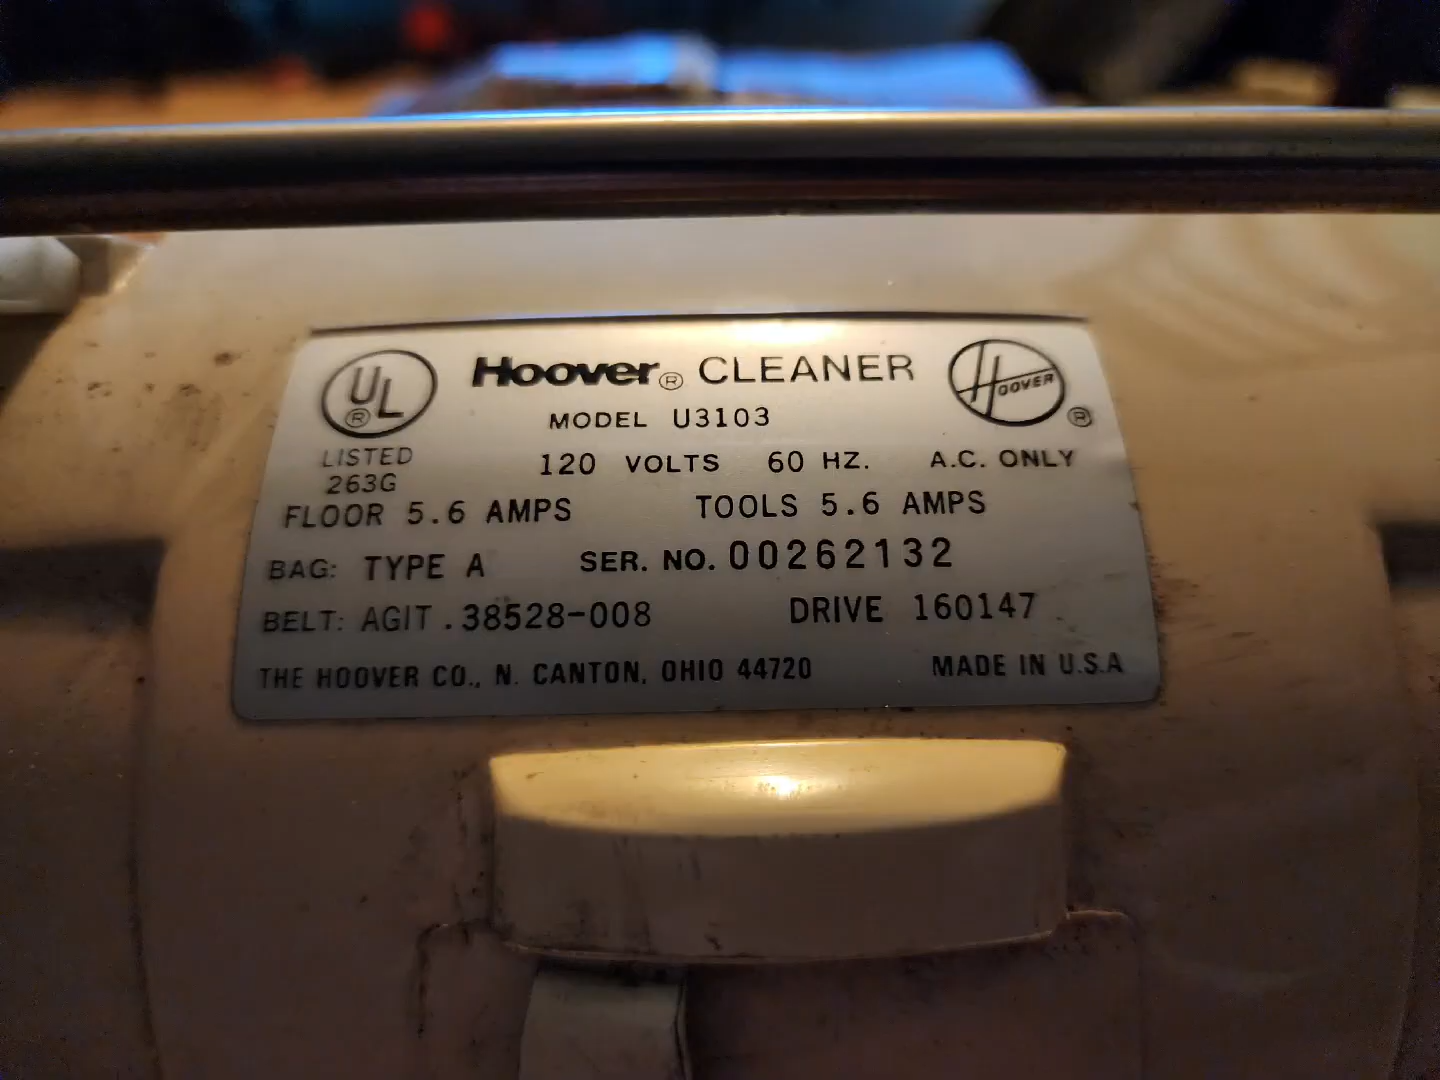 UL ® Hoover® CLEANER HOOVER ®
MODEL U3103
LISTED 120 VOLTS 60 HZ. A.C. ONLY
263G
FLOOR 5.6 AMPS TOOLS 5.6 AMPS
BAG: TYPE A SER. NO. 00262132
BELT: AGIT. 38528-008 DRIVE 160147
THE HOOVER CO., N. CANTON, OHIO 44720 MADE IN U.S.A